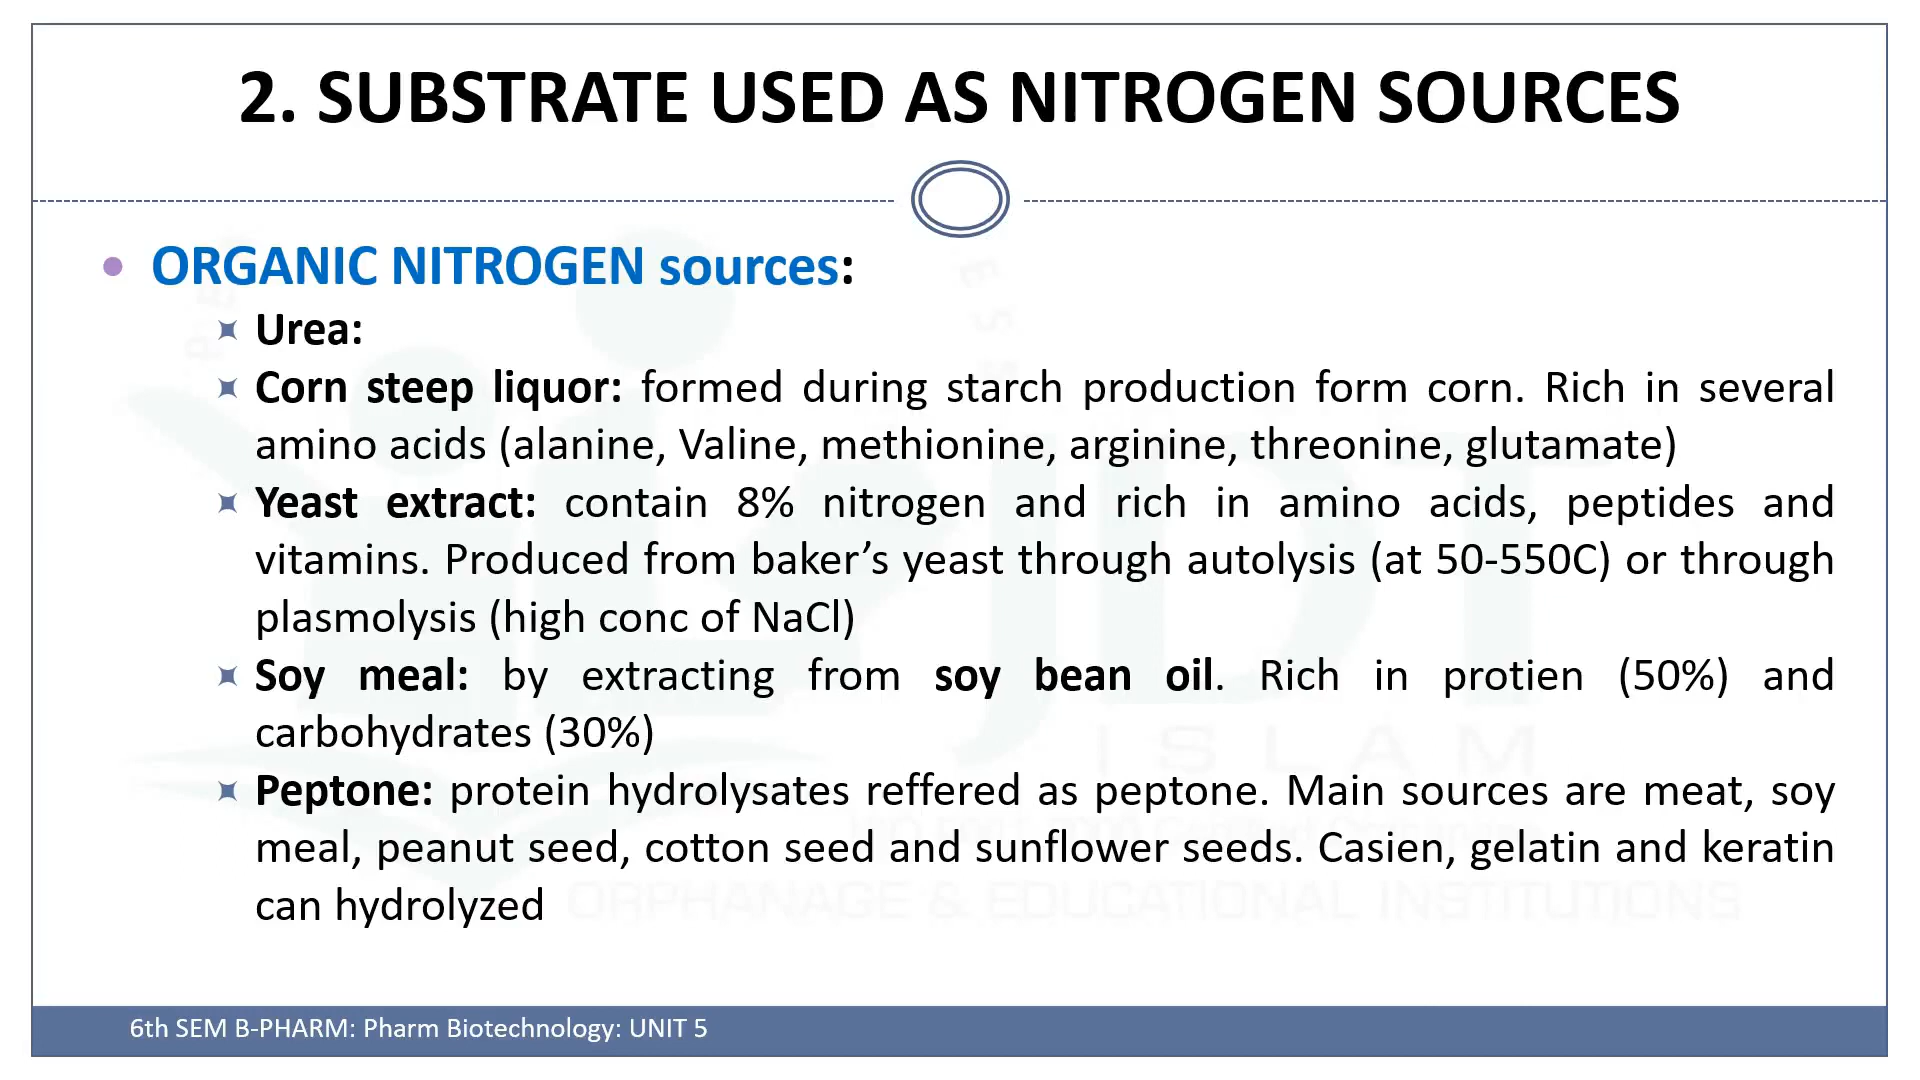 2. SUBSTRATE USED AS NITROGEN SOURCES
ORGANIC NITROGEN sources:
Urea:
Corn steep liquor: formed during starch production form corn. Rich in several
amino acids (alanine, Valine, methionine, arginine, threonine, glutamate)
Yeast extract: contain 8% nitrogen and rich in amino acids, peptides and
vitamins. Produced from baker’s yeast through autolysis (at 50-550C) or through
plasmolysis (high conc of NaCl)
Soy meal: by extracting from soy bean oil. Rich in protien (50%) and
carbohydrates (30%)
Peptone: protein hydrolysates reffered as peptone. Main sources are meat, soy
meal, peanut seed, cotton seed and sunflower seeds. Casien, gelatin and keratin
can hydrolyzed
JDT
ISLAM
ORPHANAGE & EDUCATIONAL INSTITUTIONS
6th SEM B-PHARM: Pharm Biotechnology: UNIT 5